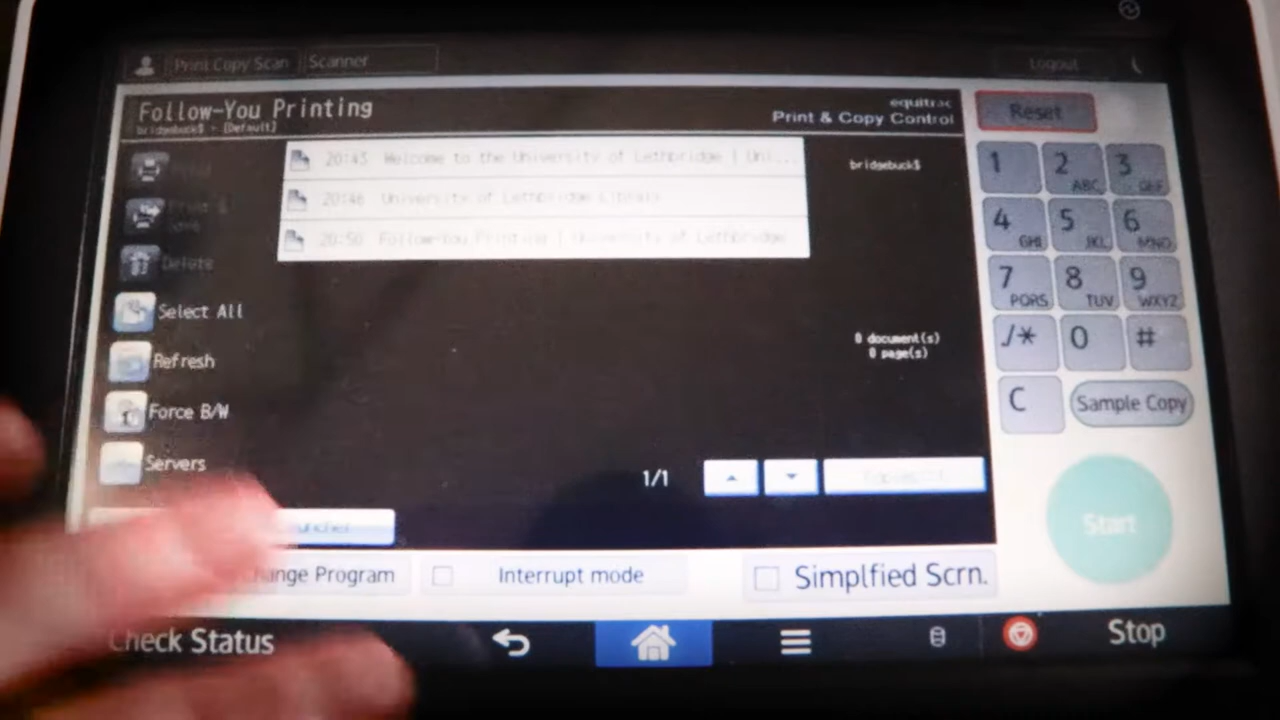 Print Copy Scan
Scanner
Logout
Follow-You Printing
bridgebuck$ - [Default]
equitrac
Print & Copy Control
Reset
20:43 Welcome to the University of Lethbridge | Uni...
20:46 University of Lethbridge Library
20:50 Follow-You Printing | University of Lethbridge
bridgebuck$
Print &
Delete
Select All
Refresh
Force B/W
Servers
0 document(s)
0 page(s)
1 2 ABC 3 DEF
4 GHI 5 JKL 6 MNO
7 PQRS 8 TUV 9 WXYZ
./* 0 #
C Sample Copy
1/1
Start
Change Program
Interrupt mode
Simplfied Scrn.
Check Status
Stop